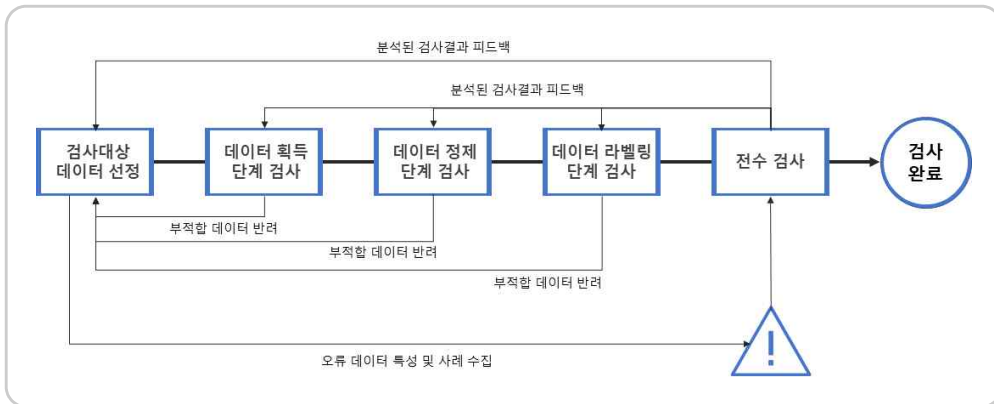 분석된 검사결과 피드백
분석된 검사결과 피드백
검사대상
데이터 선정
데이터 획득
단계 검사
데이터 정제
단계 검사
데이터 라벨링
단계 검사
전수 검사
검사
완료
부적합 데이터 반려
부적합 데이터 반려
부적합 데이터 반려
!
오류 데이터 특성 및 사례 수집